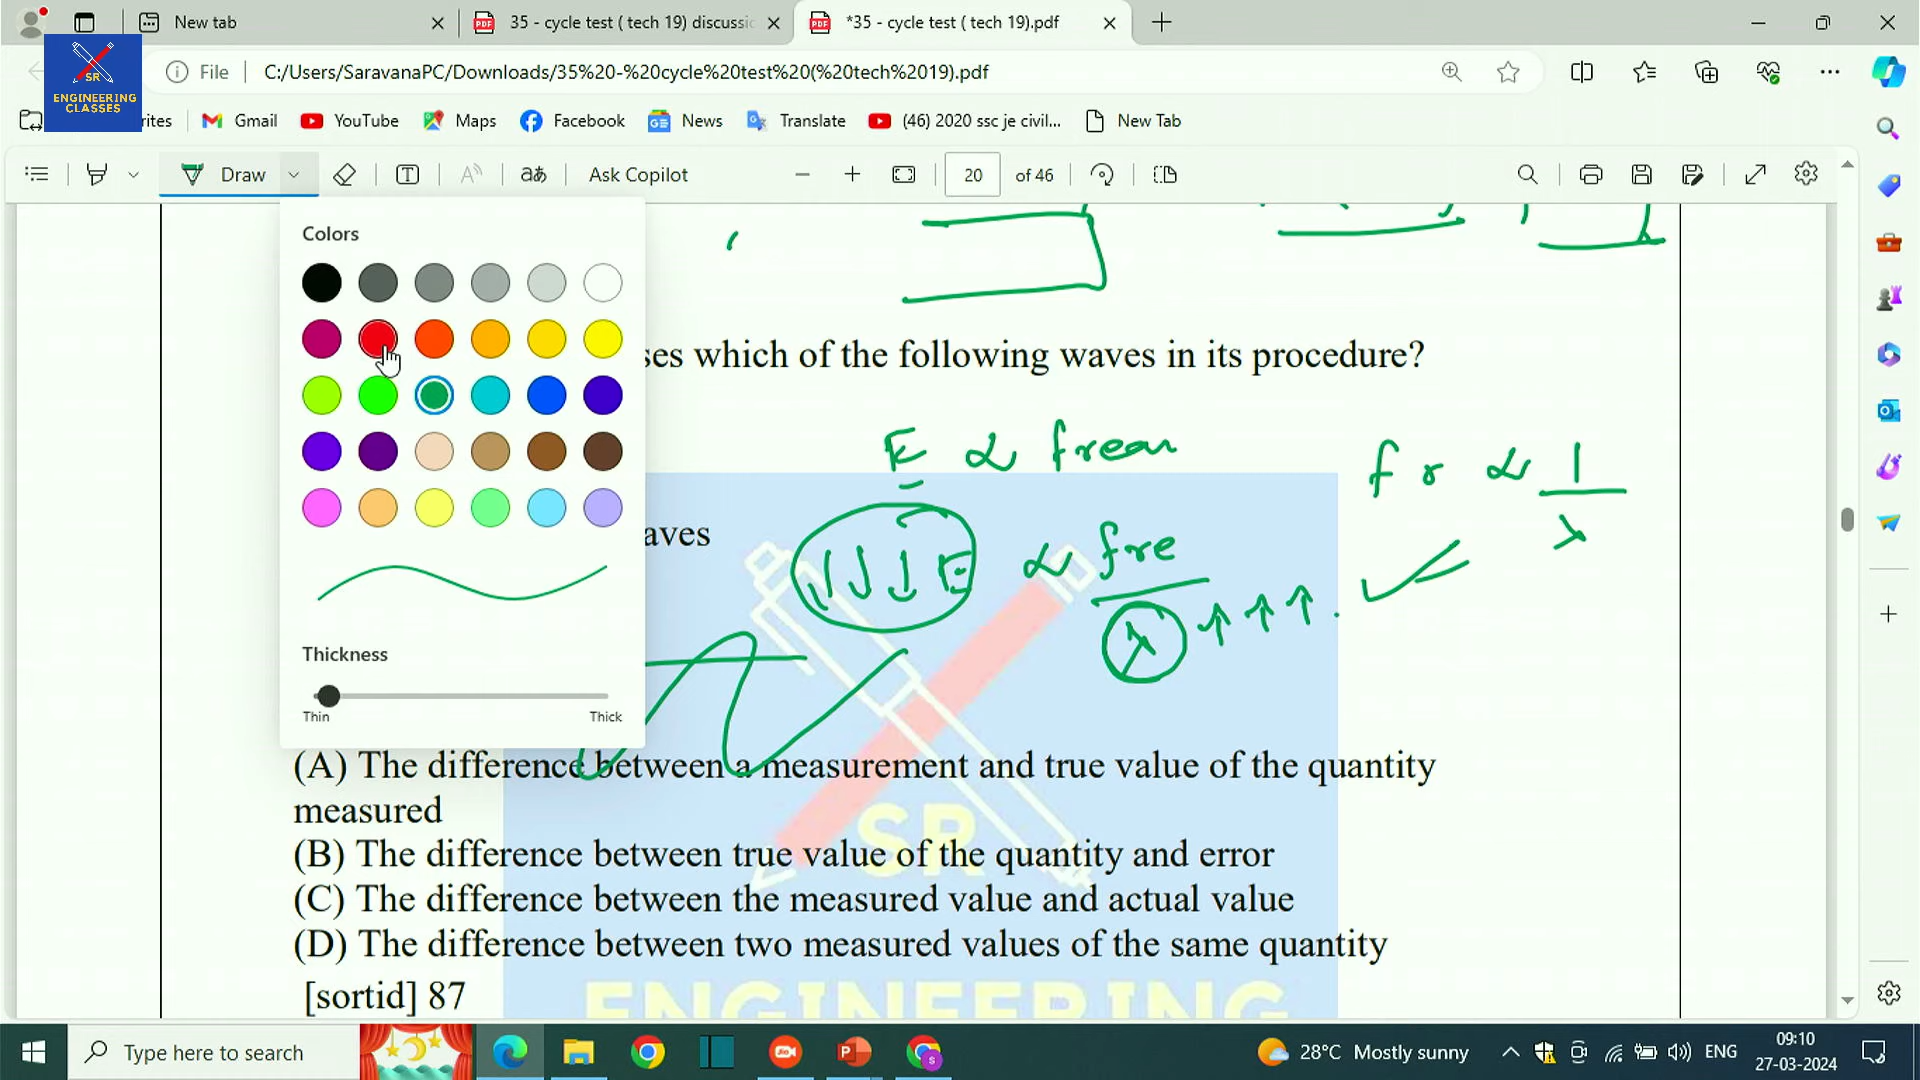 New tab
35 - cycle test ( tech 19) discussi
*35 - cycle test ( tech 19).pdf
SR
ENGINEERING
CLASSES
File
C:/Users/SaravanaPC/Downloads/35%20-%20cycle%20test%20(%20tech%2019).pdf
rites
Gmail
YouTube
Maps
Facebook
News
Translate
(46) 2020 ssc je civil...
New Tab
Draw
Ask Copilot
20
of 46
Colors
Thickness
Thin
Thick
ses which of the following waves in its procedure?
E ∝ frequ
f r ∝ 1
λ
aves
↓ ↓ ↓ E ∝ fre
λ ↑ ↑ ↑
(A) The difference between a measurement and true value of the quantity
measured
(B) The difference between true value of the quantity and error
(C) The difference between the measured value and actual value
(D) The difference between two measured values of the same quantity
[sortid] 87
SR
ENGINEERING
Type here to search
28°C Mostly sunny
ENG
09:10
27-03-2024